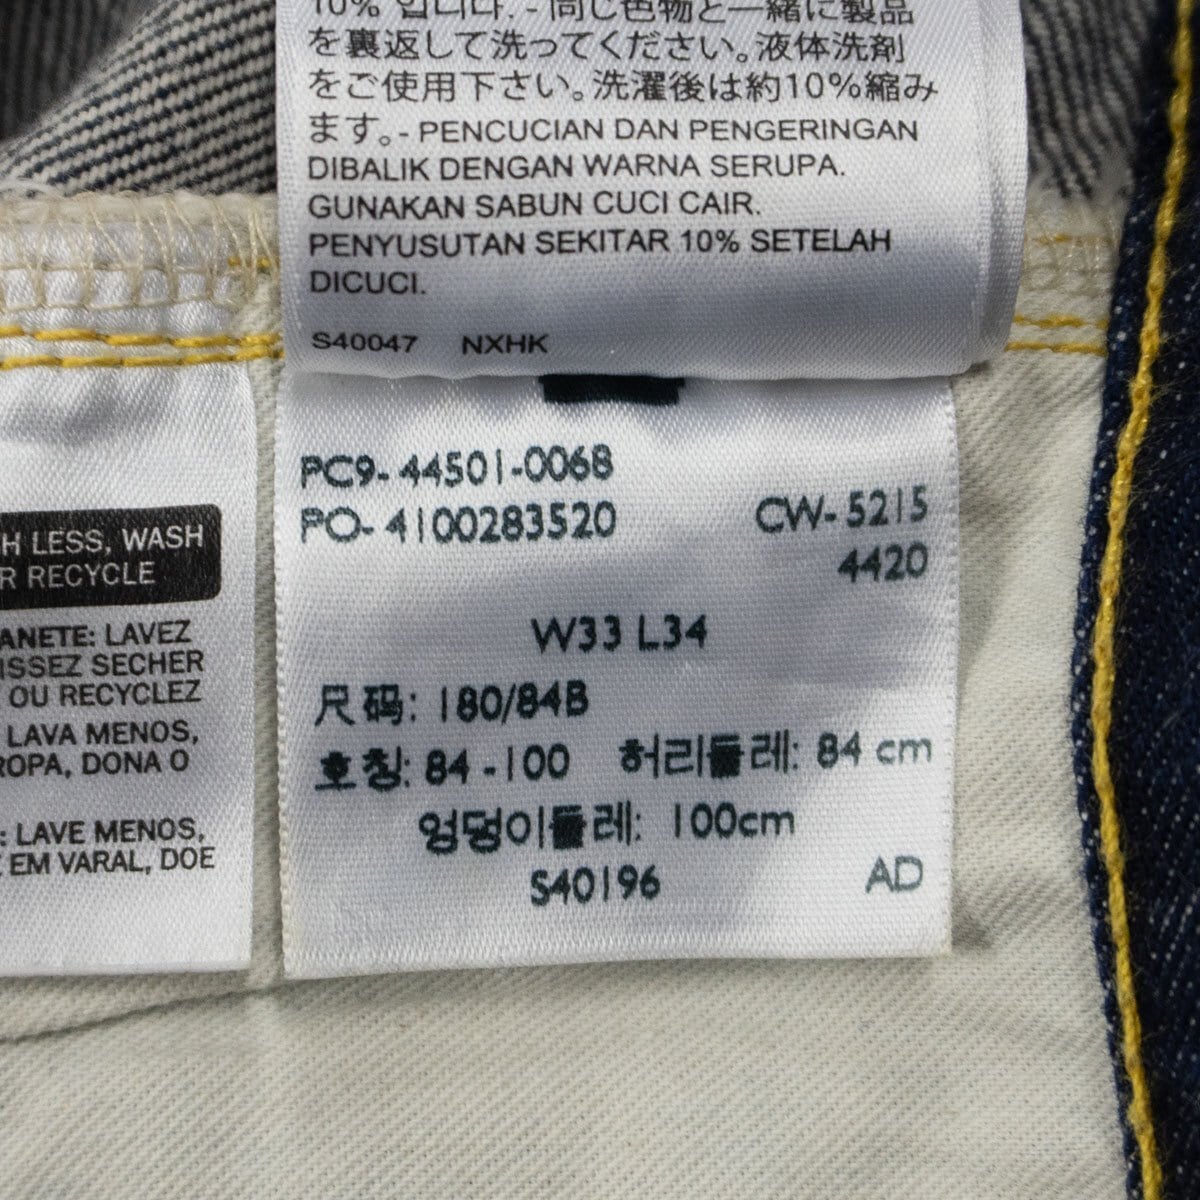 10% 입니다. - 同じ色物と一緒に製品
を裏返して洗ってください。液体洗剤
をご使用下さい。洗濯後は約10%縮み
ます。- PENCUCIAN DAN PENGERINGAN
DIBALIK DENGAN WARNA SERUPA.
GUNAKAN SABUN CUCI CAIR.
PENYUSUTAN SEKITAR 10% SETELAH
DICUCI.
S40047 NXHK
PC9-44501-0068
PO-4100283520 CW-5215
4420
W33 L34
尺码: 180/84B
호칭: 84-100 허리둘레: 84 cm
엉덩이둘레: 100cm
S40196 AD
H LESS, WASH
R RECYCLE
ANETE: LAVEZ
ISSEZ SECHER
OU RECYCLEZ
LAVA MENOS,
ROPA, DONA O
: LAVE MENOS,
E EM VARAL, DOE